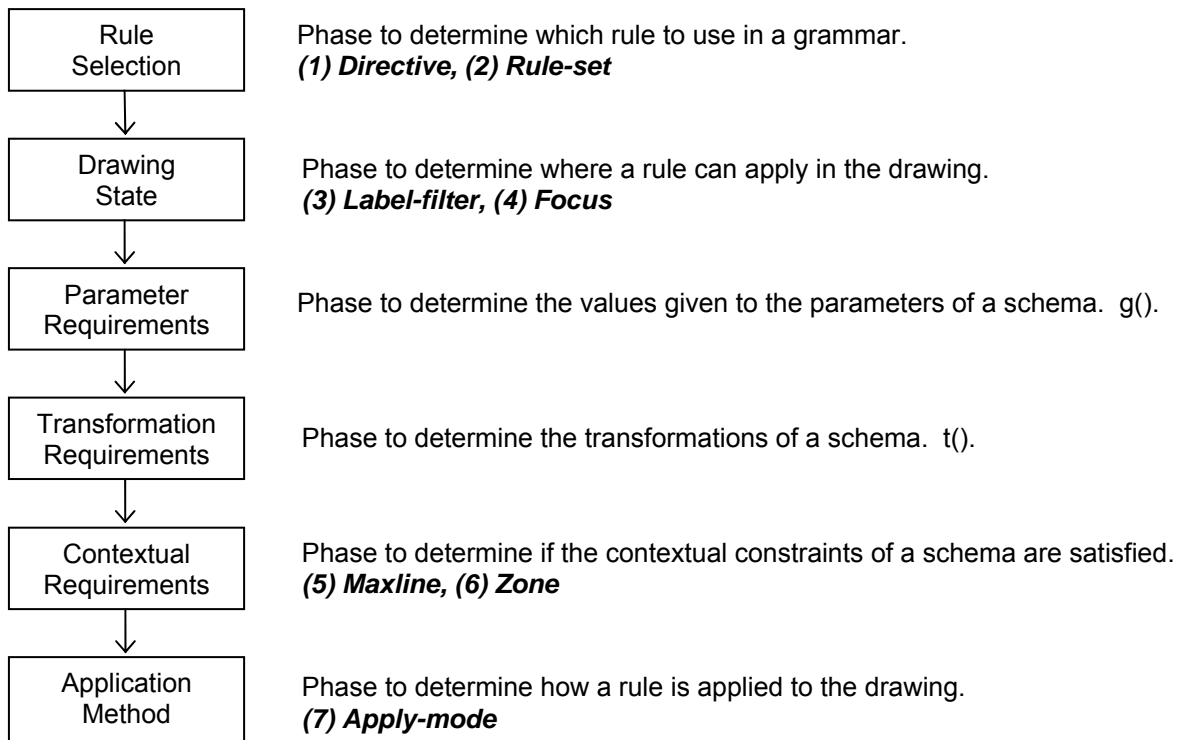 Rule
Selection
Phase to determine which rule to use in a grammar.
(1) Directive, (2) Rule-set
Drawing
State
Phase to determine where a rule can apply in the drawing.
(3) Label-filter, (4) Focus
Parameter
Requirements
Phase to determine the values given to the parameters of a schema.  g().
Transformation
Requirements
Phase to determine the transformations of a schema.  t().
Contextual
Requirements
Phase to determine if the contextual constraints of a schema are satisfied.
(5) Maxline, (6) Zone
Application
Method
Phase to determine how a rule is applied to the drawing.
(7) Apply-mode